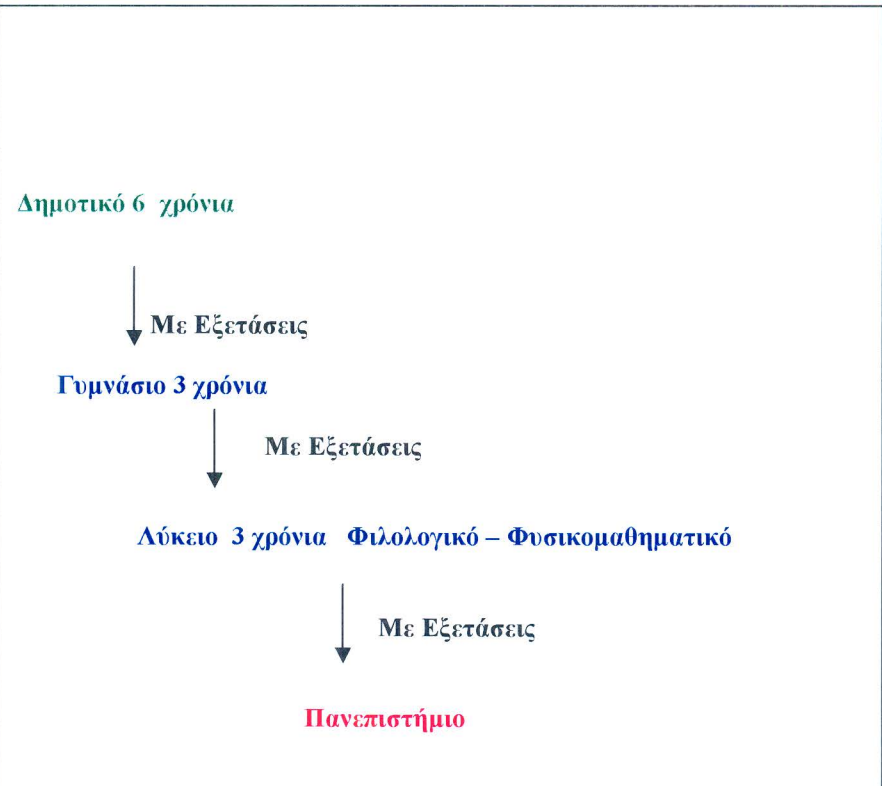 Δημοτικό 6 χρόνια
Με Εξετάσεις
Γυμνάσιο 3 χρόνια
Με Εξετάσεις
Λύκειο 3 χρόνια Φιλολογικό – Φυσικομαθηματικό
Με Εξετάσεις
Πανεπιστήμιο